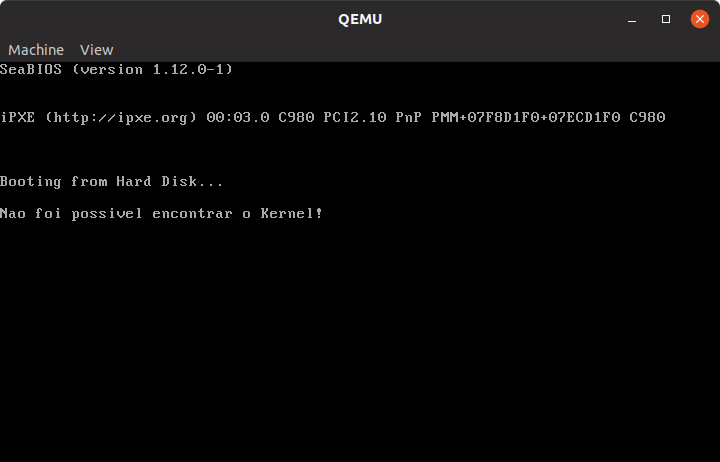 QEMU
Machine View
SeaBIOS (version 1.12.0-1)
iPXE (http://ipxe.org) 00:03.0 C980 PCI2.10 PnP PMM+07F8D1F0+07ECD1F0 C980
Booting from Hard Disk...
Nao foi possivel encontrar o Kernel!